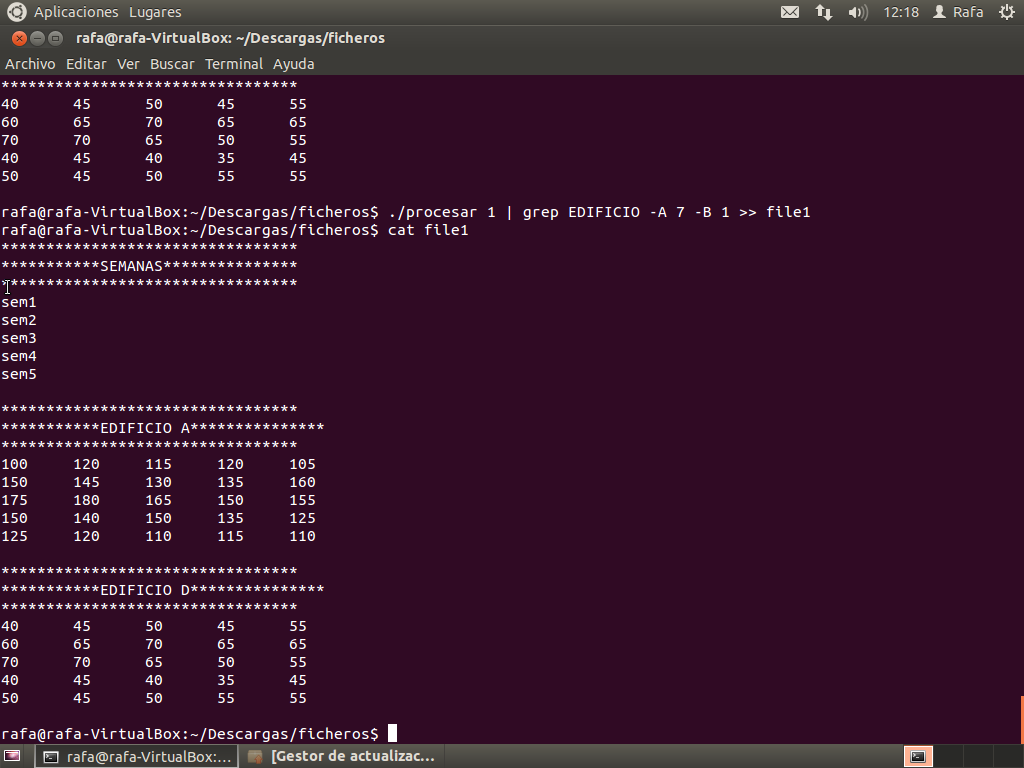 Aplicaciones Lugares 12:18 Rafa
rafa@rafa-VirtualBox: ~/Descargas/ficheros
Archivo Editar Ver Buscar Terminal Ayuda
*********************************
40 45 50 45 55
60 65 70 65 65
70 70 65 50 55
40 45 40 35 45
50 45 50 55 55
rafa@rafa-VirtualBox:~/Descargas/ficheros$ ./procesar 1 | grep EDIFICIO -A 7 -B 1 >> file1
rafa@rafa-VirtualBox:~/Descargas/ficheros$ cat file1
*********************************
***********SEMANAS***************
*********************************
sem1
sem2
sem3
sem4
sem5
*********************************
***********EDIFICIO A***************
*********************************
100 120 115 120 105
150 145 130 135 160
175 180 165 150 155
150 140 150 135 125
125 120 110 115 110
*********************************
***********EDIFICIO D***************
*********************************
40 45 50 45 55
60 65 70 65 65
70 70 65 50 55
40 45 40 35 45
50 45 50 55 55
rafa@rafa-VirtualBox:~/Descargas/ficheros$
rafa@rafa-VirtualBox:... [Gestor de actualizac...